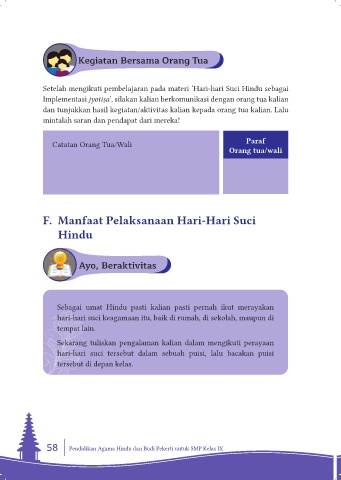 Kegiatan Bersama Orang Tua
Setelah mengikuti pembelajaran pada materi 'Hari-hari Suci Hindu sebagai
Implementasi jyotiṣa', silakan kalian berkomunikasi dengan orang tua kalian
dan tunjukkan hasil kegiatan/aktivitas kalian kepada orang tua kalian. Lalu
mintalah saran dan pendapat dari mereka!
Catatan Orang Tua/Wali
Paraf
Orang tua/wali
F. Manfaat Pelaksanaan Hari-Hari Suci
Hindu
Ayo, Beraktivitas
Sebagai umat Hindu pasti kalian pasti pernah ikut merayakan
hari-hari suci keagamaan itu, baik di rumah, di sekolah, maupun di
tempat lain.
Sekarang tuliskan pengalaman kalian dalam mengikuti perayaan
hari-hari suci tersebut dalam sebuah puisi, lalu bacakan puisi
tersebut di depan kelas.
58 Pendidikan Agama Hindu dan Budi Pekerti untuk SMP Kelas IX